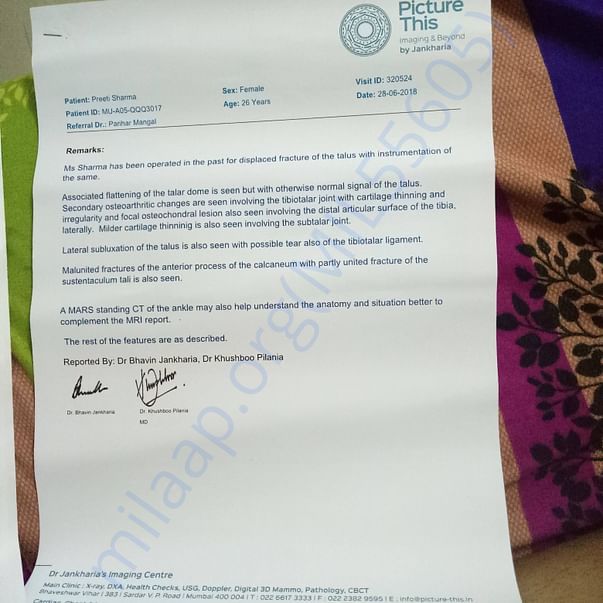 Picture
This
Imaging & Beyond
by Jankharia
Patient: Preeti Sharma
Sex: Female
Visit ID: 320524
Patient ID: MU-A05-QQQ3017
Age: 26 Years
Date: 28-06-2018
Referral Dr.: Parihar Mangal
Remarks:
Ms Sharma has been operated in the past for displaced fracture of the talus with instrumentation of
the same.
Associated flattening of the talar dome is seen but with otherwise normal signal of the talus.
Secondary osteoarthritic changes are seen involving the tibiotalar joint with cartilage thinning and
irregularity and focal osteochondral lesion also seen involving the distal articular surface of the tibia,
laterally. Milder cartilage thinninig is also seen involving the subtalar joint.
Lateral subluxation of the talus is also seen with possible tear also of the tibiotalar ligament.
Malunited fractures of the anterior process of the calcaneum with partly united fracture of the
sustentaculum tali is also seen.
A MARS standing CT of the ankle may also help understand the anatomy and situation better to
complement the MRI report.
The rest of the features are as described.
Reported By: Dr Bhavin Jankharia, Dr Khushboo Pilania
Dr. Bhavin Jankharia
Dr. Khushboo Pilania
MD
milaap.org(MID55605)
Dr Jankharia's Imaging Centre
Main Clinic: X-ray, DXA, Health Checks, USG, Doppler, Digital 3D Mammo, Pathology, CBCT
Bhaveshwar Vihar | 383 | Sardar V. P. Road | Mumbai 400 004 | T : 022 6617 3333 | F : 022 2382 9595 | E : info@picture-this.in